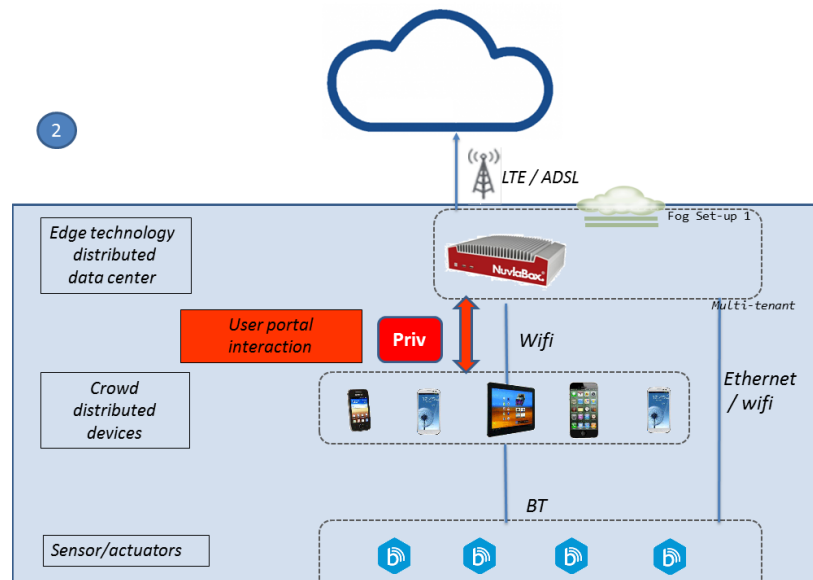 2
LTE / ADSL
Edge technology
distributed
data center
Fog Set-up 1
NuvlaBox
Multi-tenant
User portal
interaction
Priv
Wifi
Crowd
distributed
devices
Ethernet
/ wifi
BT
Sensor/actuators